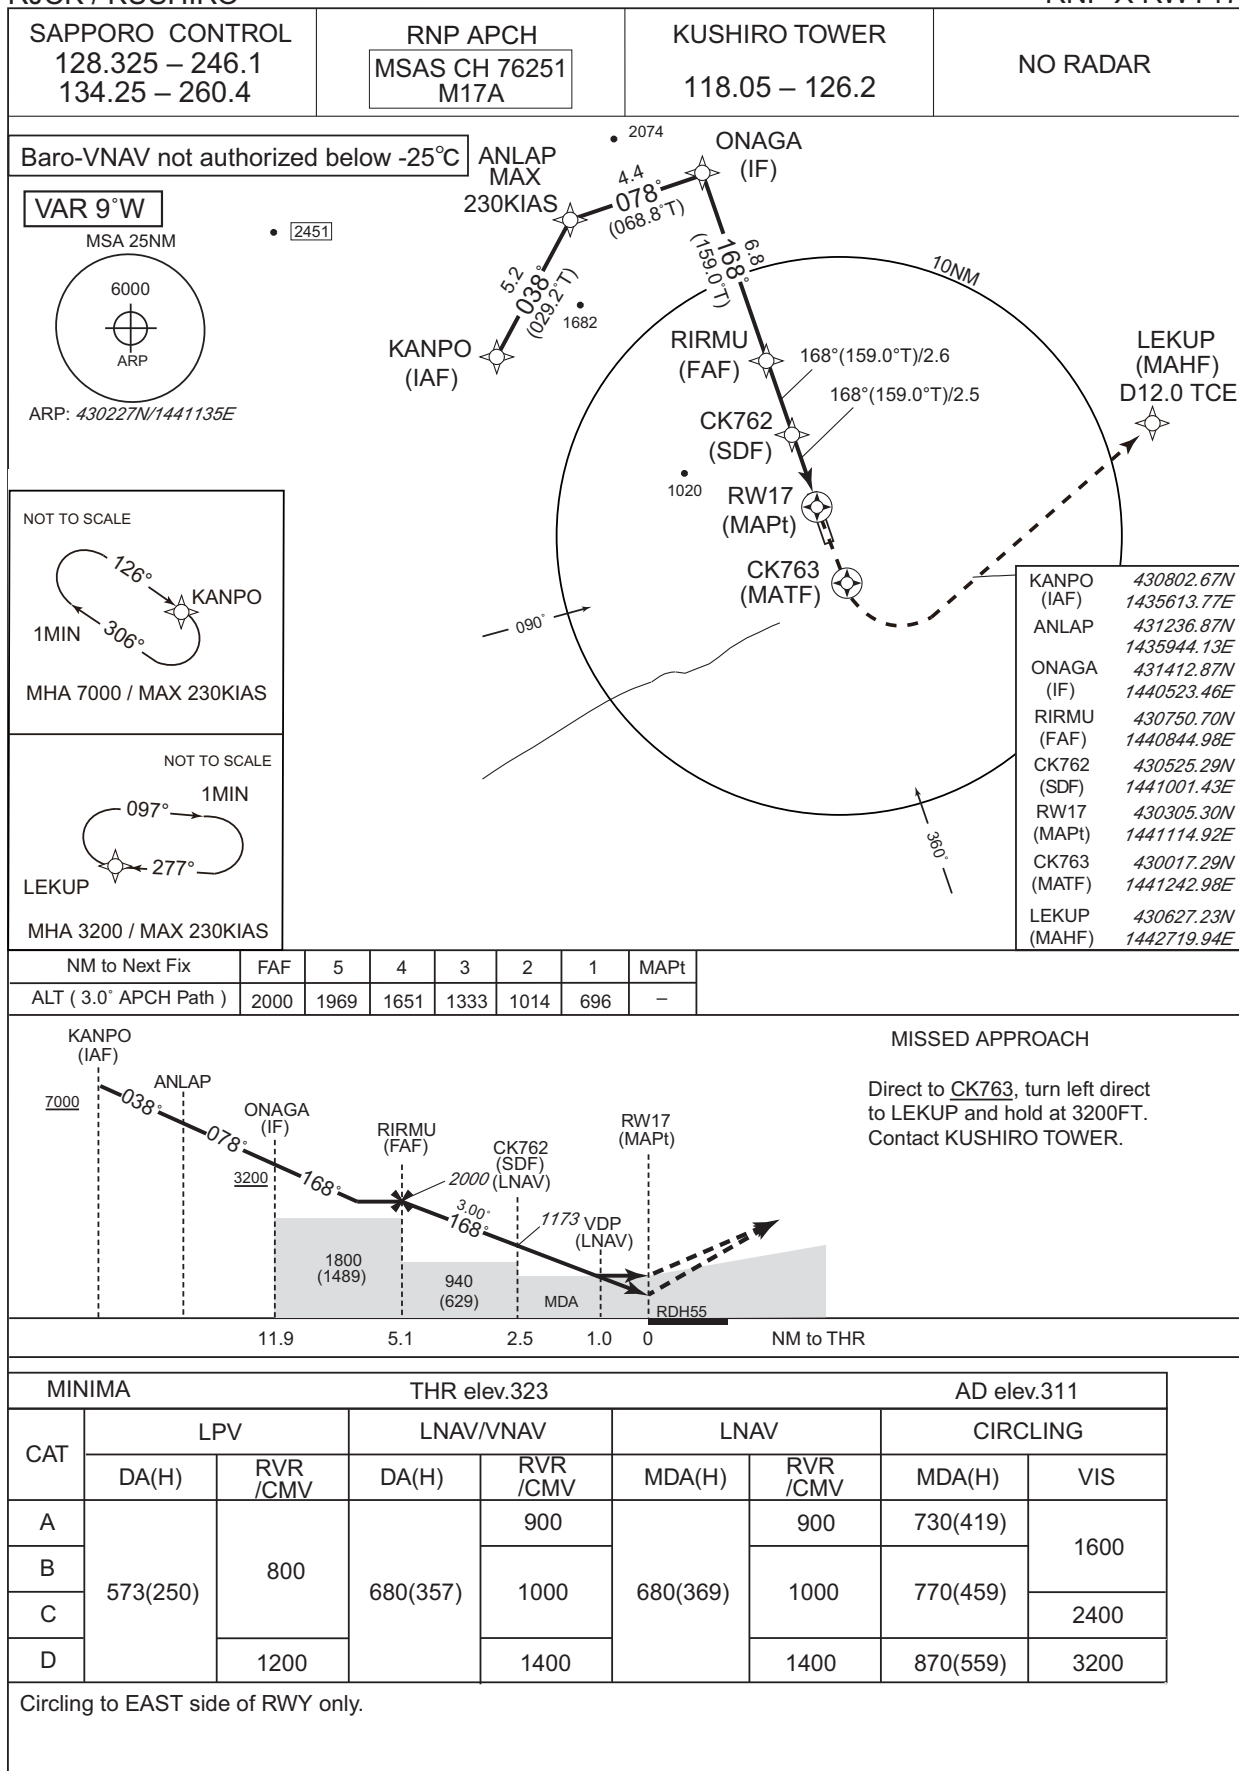 SAPPORO CONTROL
128.325 – 246.1
134.25 – 260.4
RNP APCH
MSAS CH 76251
M17A
KUSHIRO TOWER
118.05 – 126.2
NO RADAR
Baro-VNAV not authorized below -25°C
VAR 9°W
MSA 25NM
6000
ARP
ARP: 430227N/1441135E
2451
2074
1682
1020
ANLAP
MAX
230KIAS
ONAGA
(IF)
4.4
078°
(068.8°T)
5.2
038°
(029.2°T)
KANPO
(IAF)
6.8
168°
(159.0°T)
10NM
RIRMU
(FAF)
168°(159.0°T)/2.6
168°(159.0°T)/2.5
CK762
(SDF)
RW17
(MAPt)
CK763
(MATF)
LEKUP
(MAHF)
D12.0 TCE
090°
360°
NOT TO SCALE
126°
KANPO
1MIN
306°
MHA 7000 / MAX 230KIAS
NOT TO SCALE
1MIN
097°
277°
LEKUP
MHA 3200 / MAX 230KIAS
KANPO 430802.67N
(IAF) 1435613.77E
ANLAP 431236.87N
1435944.13E
ONAGA 431412.87N
(IF) 1440523.46E
RIRMU 430750.70N
(FAF) 1440844.98E
CK762 430525.29N
(SDF) 1441001.43E
RW17 430305.30N
(MAPt) 1441114.92E
CK763 430017.29N
(MATF) 1441242.98E
LEKUP 430627.23N
(MAHF) 1442719.94E
NM to Next Fix FAF 5 4 3 2 1 MAPt
ALT ( 3.0° APCH Path ) 2000 1969 1651 1333 1014 696 –
KANPO
(IAF)
7000
038°
ANLAP
078°
ONAGA
(IF)
3200
168°
RIRMU
(FAF)
2000
CK762
(SDF)
(LNAV)
3.00°
168°
1173
VDP
(LNAV)
RW17
(MAPt)
1800
(1489)
940
(629)
MDA
RDH55
11.9 5.1 2.5 1.0 0 NM to THR
MISSED APPROACH
Direct to CK763, turn left direct
to LEKUP and hold at 3200FT.
Contact KUSHIRO TOWER.
MINIMA THR elev.323 AD elev.311
CAT LPV LNAV/VNAV LNAV CIRCLING
DA(H) RVR /CMV DA(H) RVR /CMV MDA(H) RVR /CMV MDA(H) VIS
A 900 900 730(419)
1600
B
573(250) 800 680(357) 1000 680(369) 1000 770(459)
C 2400
D 1200 1400 1400 870(559) 3200
Circling to EAST side of RWY only.